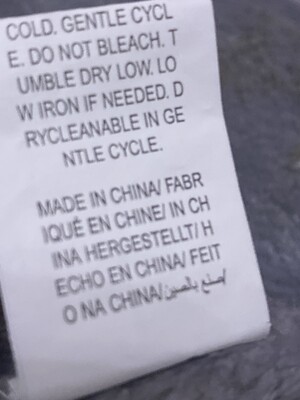 COLD. GENTLE CYCL
E. DO NOT BLEACH. T
UMBLE DRY LOW. LO
W IRON IF NEEDED. D
RYCLEANABLE IN GE
NTLE CYCLE.
MADE IN CHINA/ FABR
IQUÉ EN CHINE/ IN CH
INA HERGESTELLT/ H
ECHO EN CHINA/ FEIT
O NA CHINA/صنع بالصين/